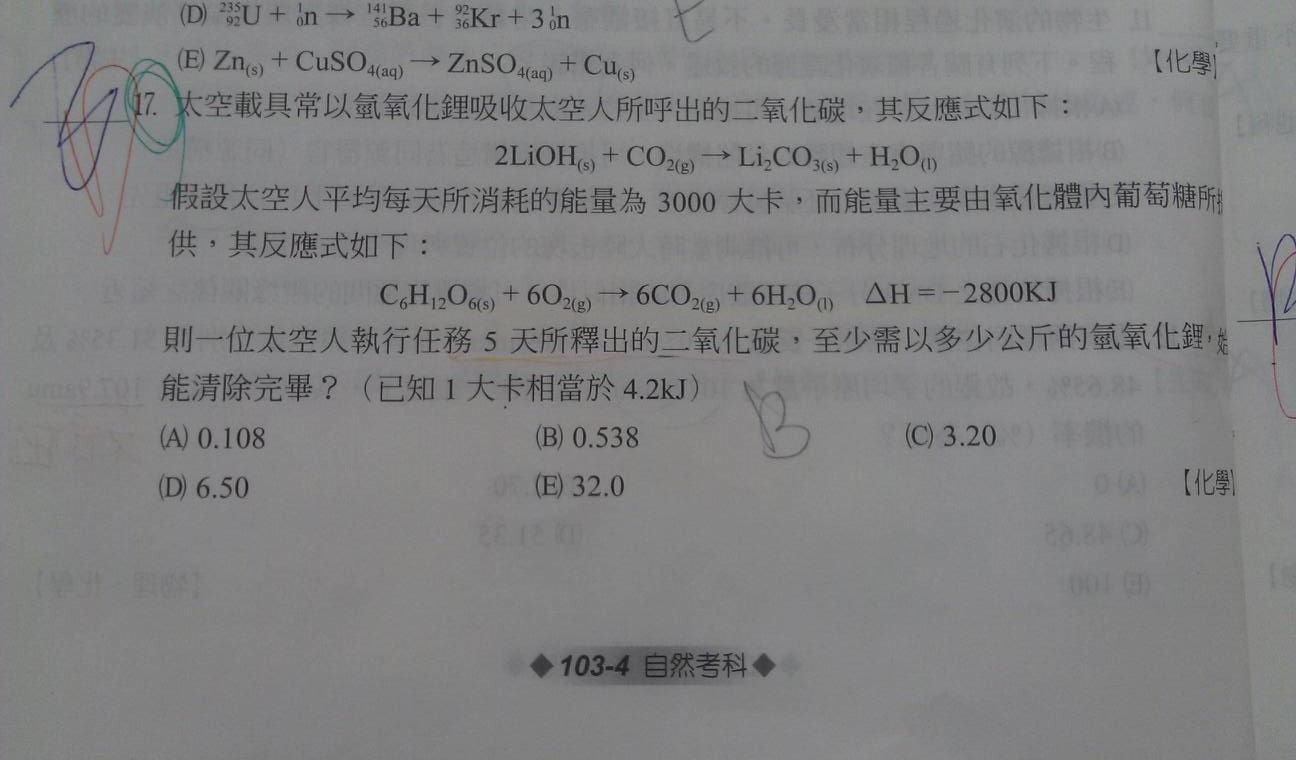 (D) ²³⁵₉₂U + ¹₀n → ¹⁴¹₅₆Ba + ⁹²₃₆Kr + 3¹₀n
(E) Zn(s) + CuSO₄(aq) → ZnSO₄(aq) + Cu(s) 【化學】
17. 太空載具常以氫氧化鋰吸收太空人所呼出的二氧化碳，其反應式如下：
2LiOH(s) + CO₂(g) → Li₂CO₃(s) + H₂O(l)
假設太空人平均每天所消耗的能量為 3000 大卡，而能量主要由氧化體內葡萄糖所提
供，其反應式如下：
C₆H₁₂O₆(s) + 6O₂(g) → 6CO₂(g) + 6H₂O(l) ΔH = −2800KJ
則一位太空人執行任務 5 天所釋出的二氧化碳，至少需以多少公斤的氫氧化鋰，始
能清除完畢？（已知 1 大卡相當於 4.2kJ）
B
(A) 0.108 (B) 0.538 (C) 3.20
(D) 6.50 (E) 32.0 【化學】
◆103-4 自然考科◆